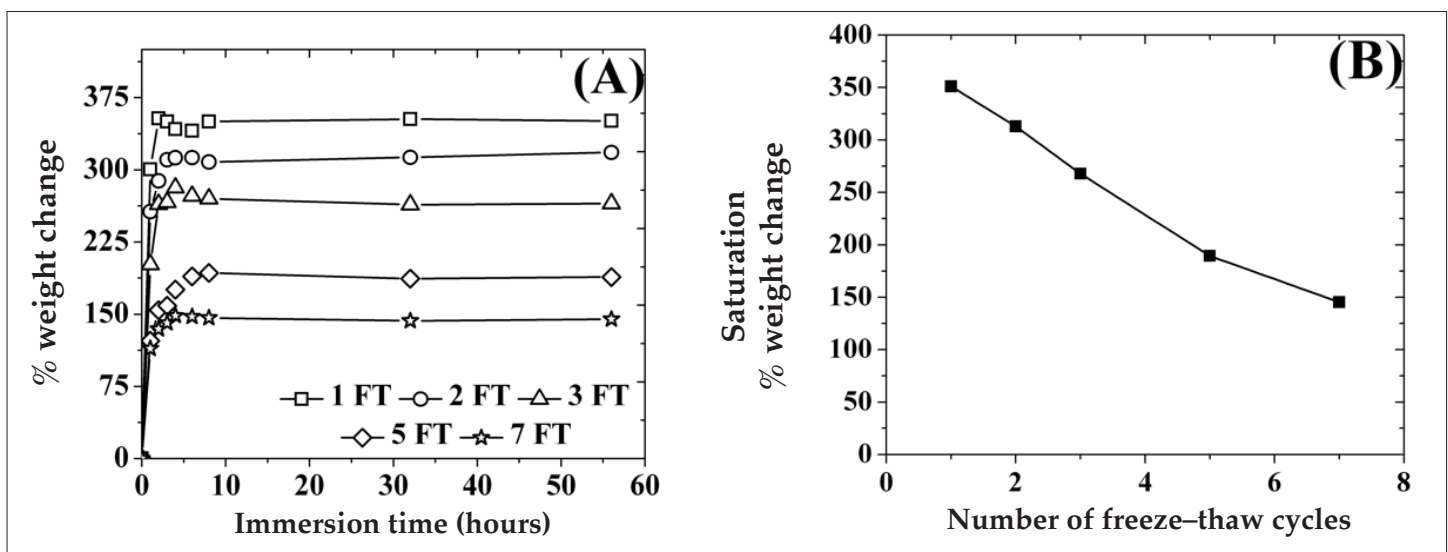 (A)
% weight change
375
300
225
150
75
0
1 FT 2 FT 3 FT
5 FT 7 FT
0 10 20 30 40 50 60
Immersion time (hours)
(B)
Saturation
% weight change
400
350
300
250
200
150
100
50
0
0 2 4 6 8
Number of freeze–thaw cycles